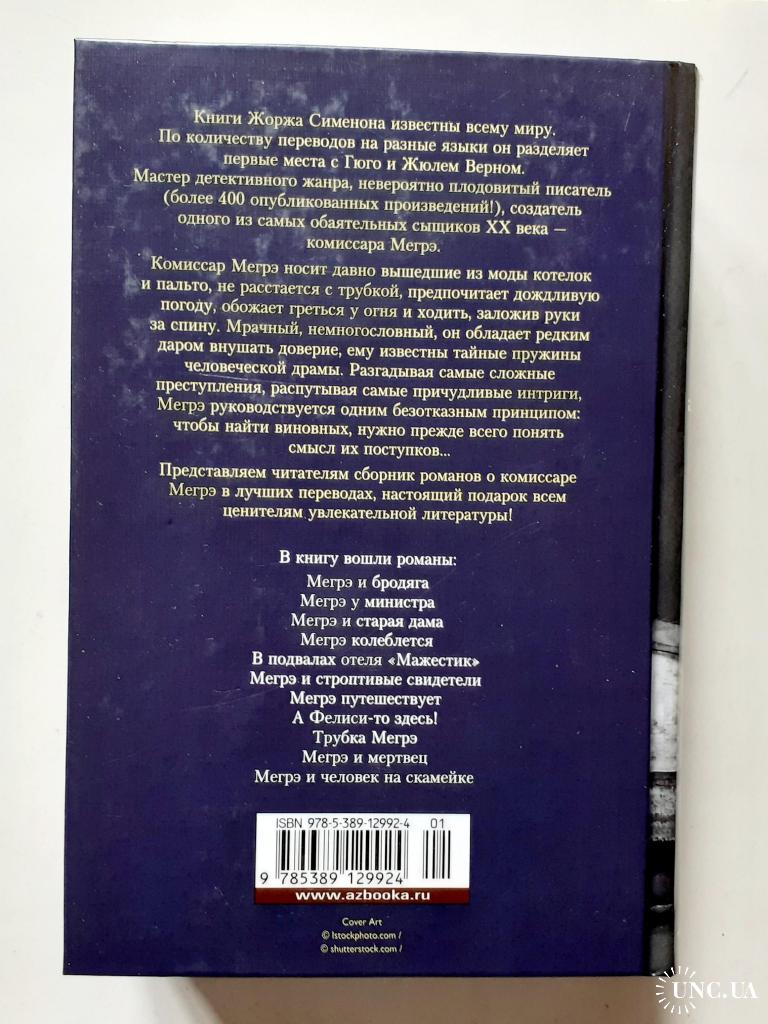 Книги Жоржа Сименона известны всему миру.
По количеству переводов на разные языки он разделяет
первые места с Гюго и Жюлем Верном.
Мастер детективного жанра, невероятно плодовитый писатель
(более 400 опубликованных произведений!), создатель
одного из самых обаятельных сыщиков XX века —
комиссара Мегрэ.
Комиссар Мегрэ носит давно вышедшие из моды котелок
и пальто, не расстается с трубкой, предпочитает дождливую
погоду, обожает греться у огня и ходить, заложив руки
за спину. Мрачный, немногословный, он обладает редким
даром внушать доверие, ему известны тайные пружины
человеческой драмы. Разгадывая самые сложные
преступления, распутывая самые причудливые интриги,
Мегрэ руководствуется одним безотказным принципом:
чтобы найти виновных, нужно прежде всего понять
смысл их поступков...
Представляем читателям сборник романов о комиссаре
Мегрэ в лучших переводах, настоящий подарок всем
ценителям увлекательной литературы!
В книгу вошли романы:
Мегрэ и бродяга
Мегрэ у министра
Мегрэ и старая дама
Мегрэ колеблется
В подвалах отеля «Мажестик»
Мегрэ и строптивые свидетели
Мегрэ путешествует
А Фелиси-то здесь!
Трубка Мегрэ
Мегрэ и мертвец
Мегрэ и человек на скамейке
ISBN 978-5-389-12992-4 01
9 785389 129924
www.azbooka.ru
Cover Art
© Istockphoto.com /
© shutterstock.com /
UNC.UA